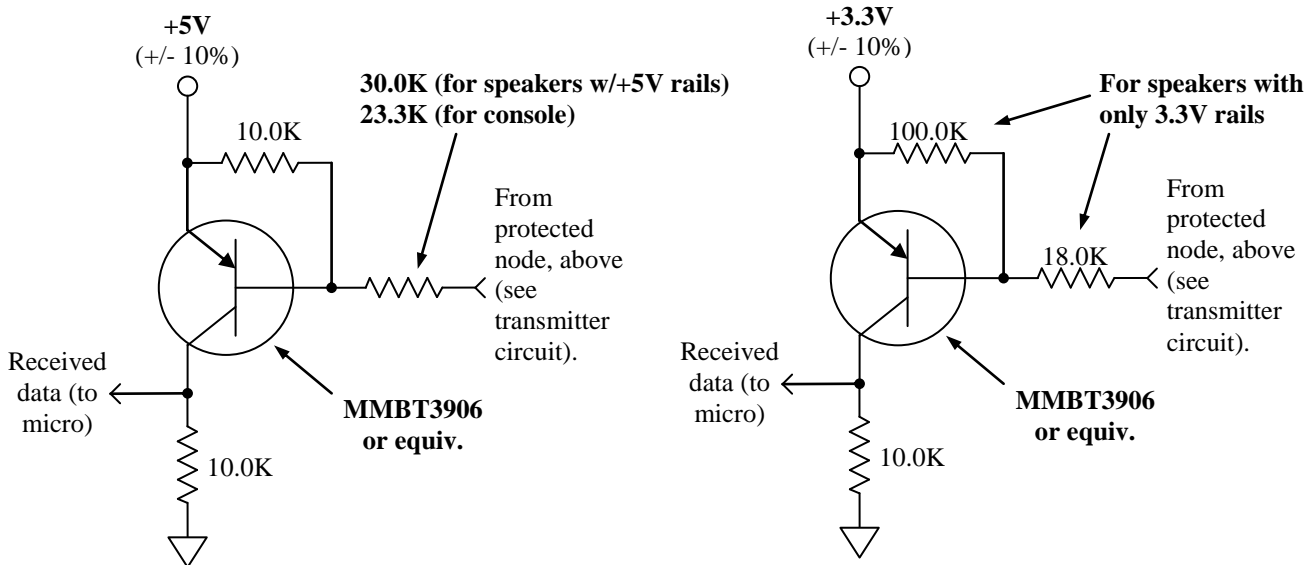 +5V
(+/- 10%)
30.0K (for speakers w/+5V rails)
23.3K (for console)
10.0K
From
protected
node, above
(see
transmitter
circuit).
Received
data (to
micro)
MMBT3906
or equiv.
10.0K
+3.3V
(+/- 10%)
For speakers with
only 3.3V rails
100.0K
From
protected
node, above
(see
transmitter
circuit).
18.0K
Received
data (to
micro)
MMBT3906
or equiv.
10.0K